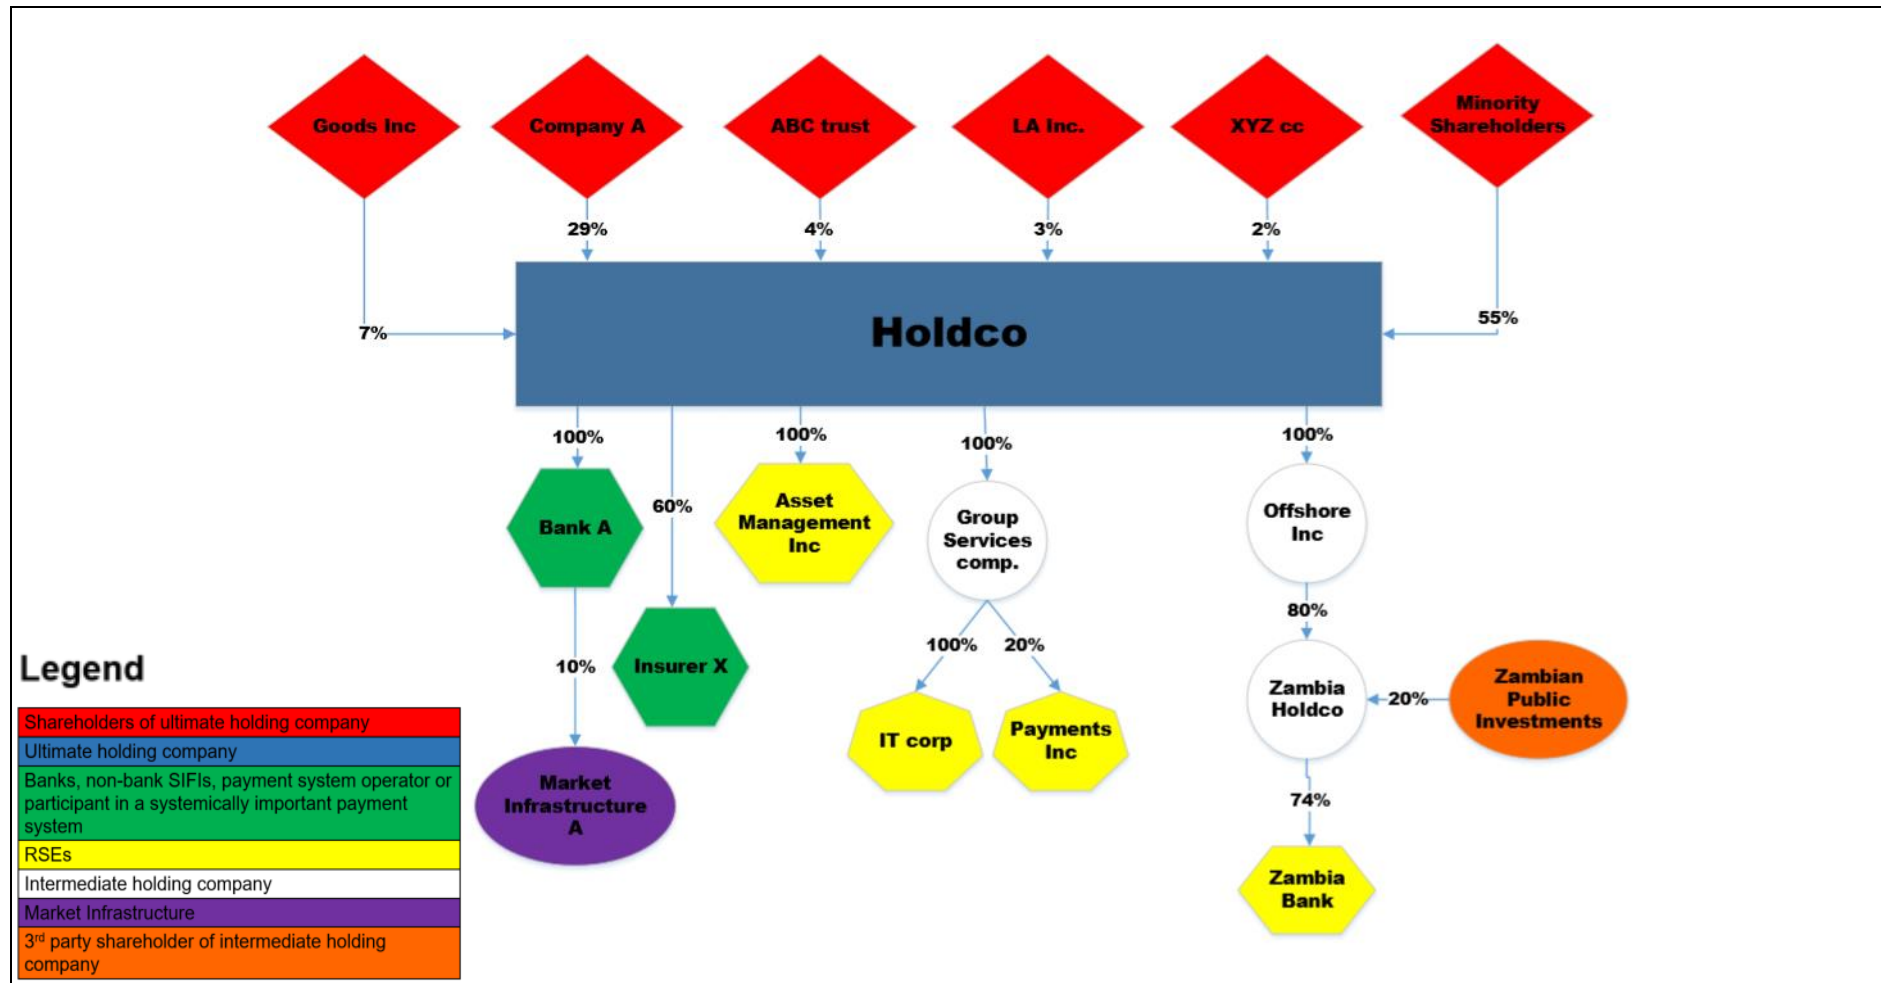 Goods Inc
Company A
ABC trust
LA Inc.
XYZ cc
Minority
Shareholders
29%
4%
3%
2%
7%
55%
Holdco
100%
60%
100%
100%
100%
Bank A
Asset
Management
Inc
Group
Services
comp.
Offshore
Inc
10%
Insurer X
100%
20%
80%
IT corp
Payments
Inc
Zambia
Holdco
20%
Zambian
Public
Investments
Market
Infrastructure
A
74%
Zambia
Bank
Legend
Shareholders of ultimate holding company
Ultimate holding company
Banks, non-bank SIFIs, payment system operator or
participant in a systemically important payment
system
RSEs
Intermediate holding company
Market Infrastructure
3rd party shareholder of intermediate holding
company